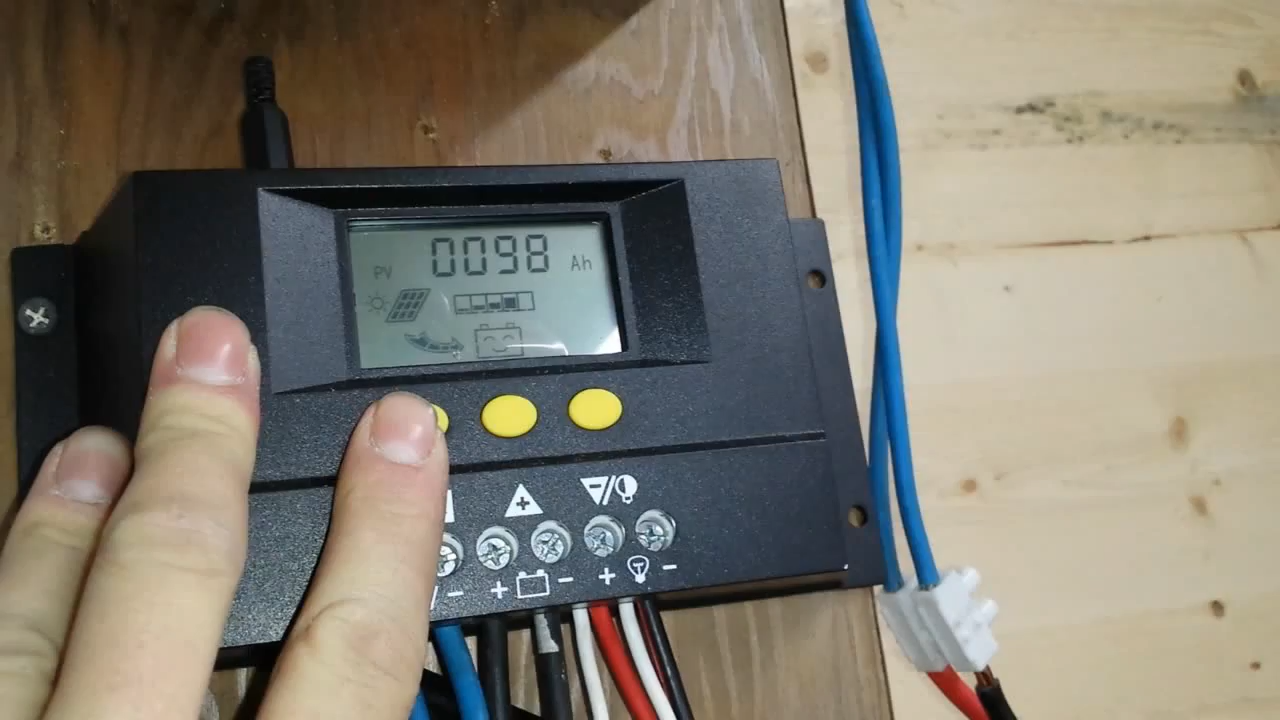 0098
PV Ah
+
/
/ - + - + -